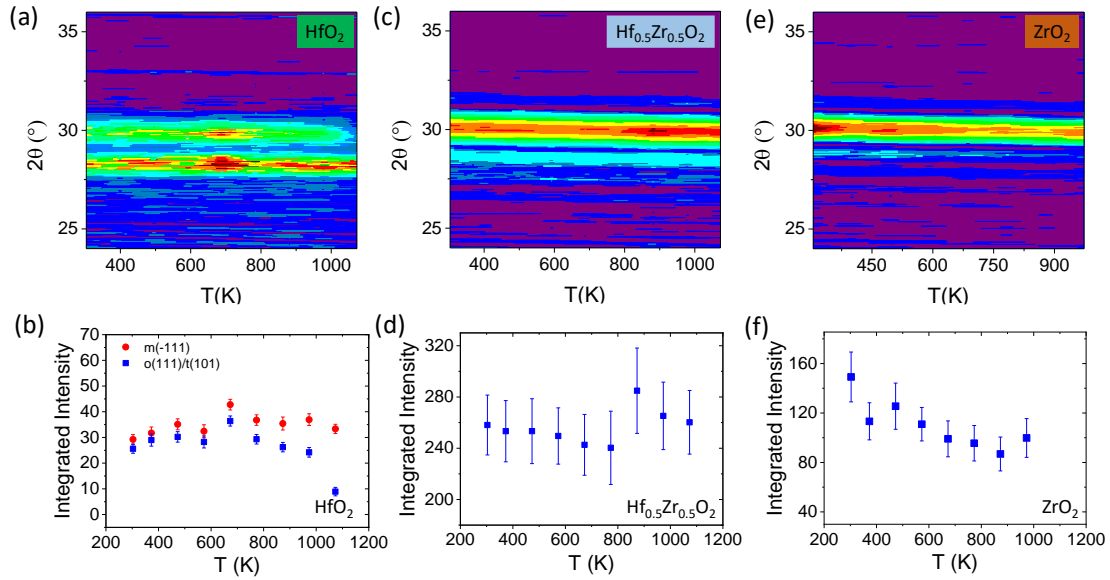 (a)
HfO2
35
30
25
2θ (°)
400 600 800 1000
T(K)
(c)
Hf0.5Zr0.5O2
35
30
25
2θ (°)
400 600 800 1000
T(K)
(e)
ZrO2
35
30
25
2θ (°)
450 600 750 900
T(K)
(b)
m(-111)
o(111)/t(101)
70
60
50
40
30
20
10
0
Integrated Intensity
HfO2
200 400 600 800 1000 1200
T (K)
(d)
320
280
240
200
180
Integrated Intensity
Hf0.5Zr0.5O2
200 400 600 800 1000 1200
T (K)
(f)
160
120
80
40
Integrated Intensity
ZrO2
200 400 600 800 1000 1200
T (K)